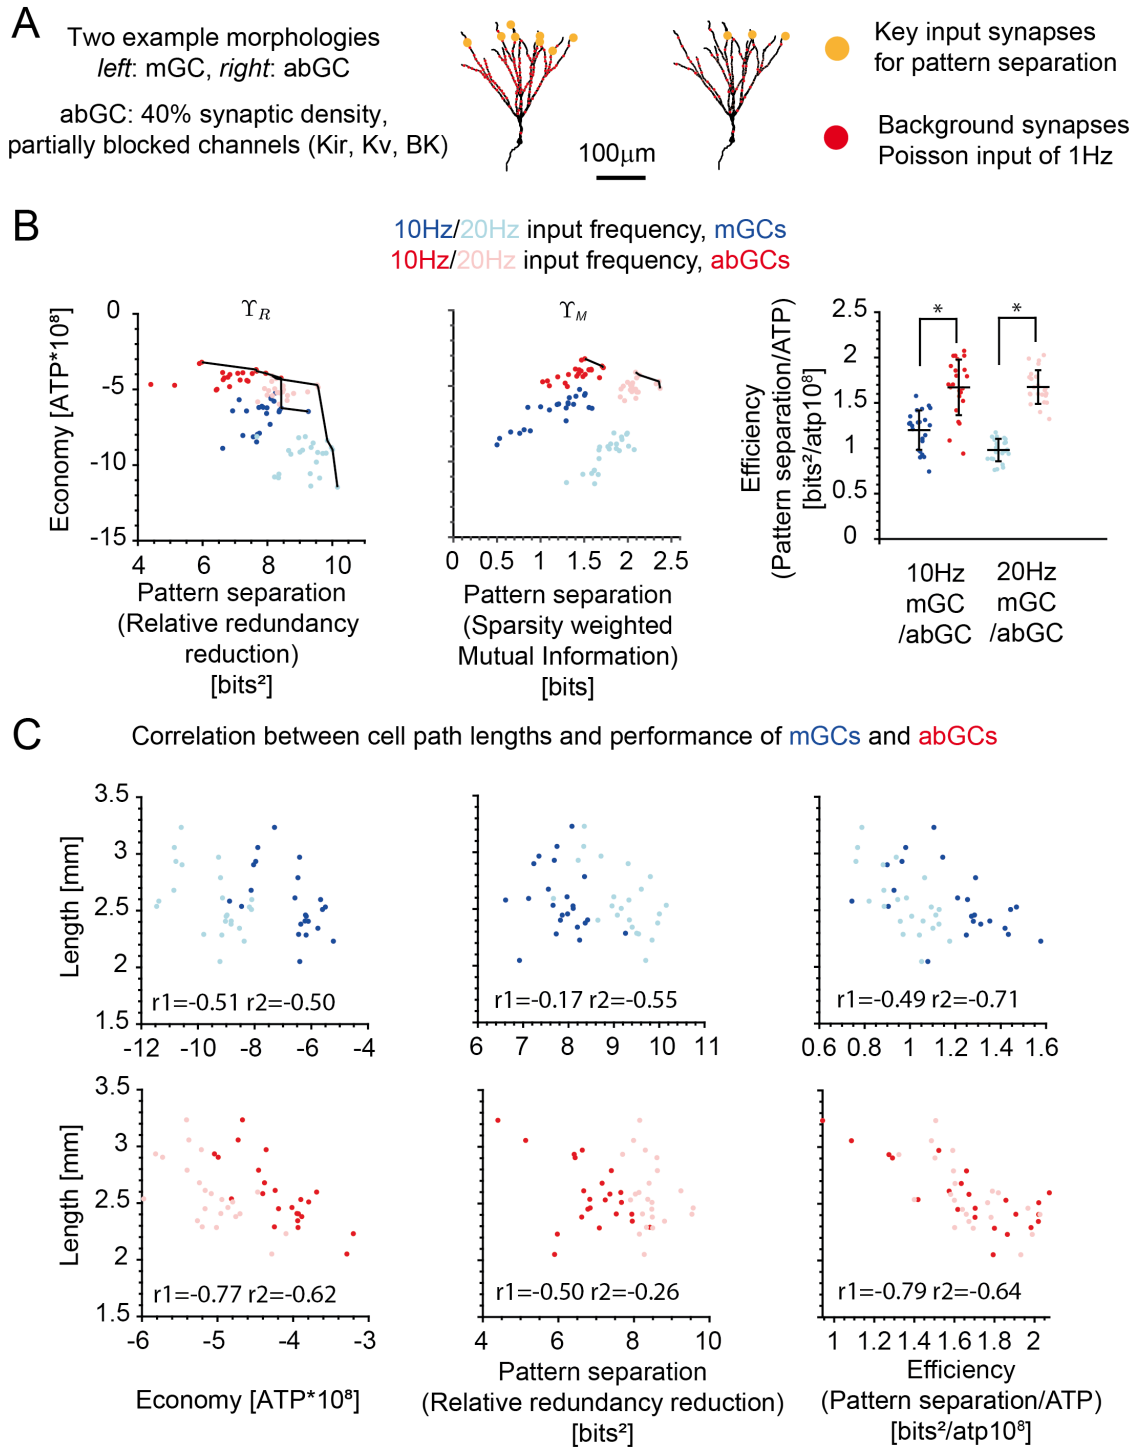 A
Two example morphologies
left: mGC, right: abGC
abGC: 40% synaptic density,
partially blocked channels (Kir, Kv, BK)
100µm
Key input synapses
for pattern separation
Background synapses
Poisson input of 1Hz
B
10Hz/20Hz input frequency, mGCs
10Hz/20Hz input frequency, abGCs
ϒR
Economy [ATP*10⁸]
0
-5
-10
-15
4 6 8 10
Pattern separation
(Relative redundancy
reduction)
[bits²]
ϒM
0 0.5 1 1.5 2 2.5
Pattern separation
(Sparsity weighted
Mutual Information)
[bits]
Efficiency
(Pattern separation/ATP)
[bits²/atp10⁸]
2.5
2
1.5
1
0.5
0
* *
10Hz
mGC
/abGC
20Hz
mGC
/abGC
C
Correlation between cell path lengths and performance of mGCs and abGCs
Length [mm]
3.5
3
2.5
2
1.5
r1=-0.51 r2=-0.50
-12 -10 -8 -6 -4
r1=-0.17 r2=-0.55
6 7 8 9 10 11
r1=-0.49 r2=-0.71
0.6 0.8 1 1.2 1.4 1.6
Length [mm]
3.5
3
2.5
2
1.5
r1=-0.77 r2=-0.62
-6 -5 -4 -3
Economy [ATP*10⁸]
r1=-0.50 r2=-0.26
4 6 8 10
Pattern separation
(Relative redundancy reduction)
[bits²]
r1=-0.79 r2=-0.64
1 1.2 1.4 1.6 1.8 2
Efficiency
(Pattern separation/ATP)
[bits²/atp10⁸]